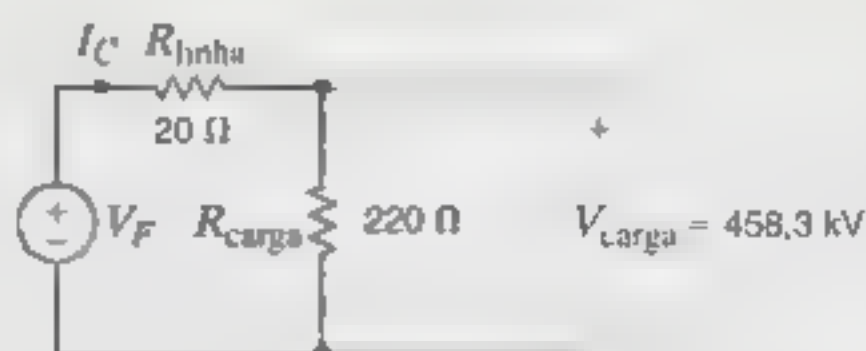 I_C R_linha
20 Ω
+
+
− V_F R_carga 220 Ω V_carga = 458,3 kV